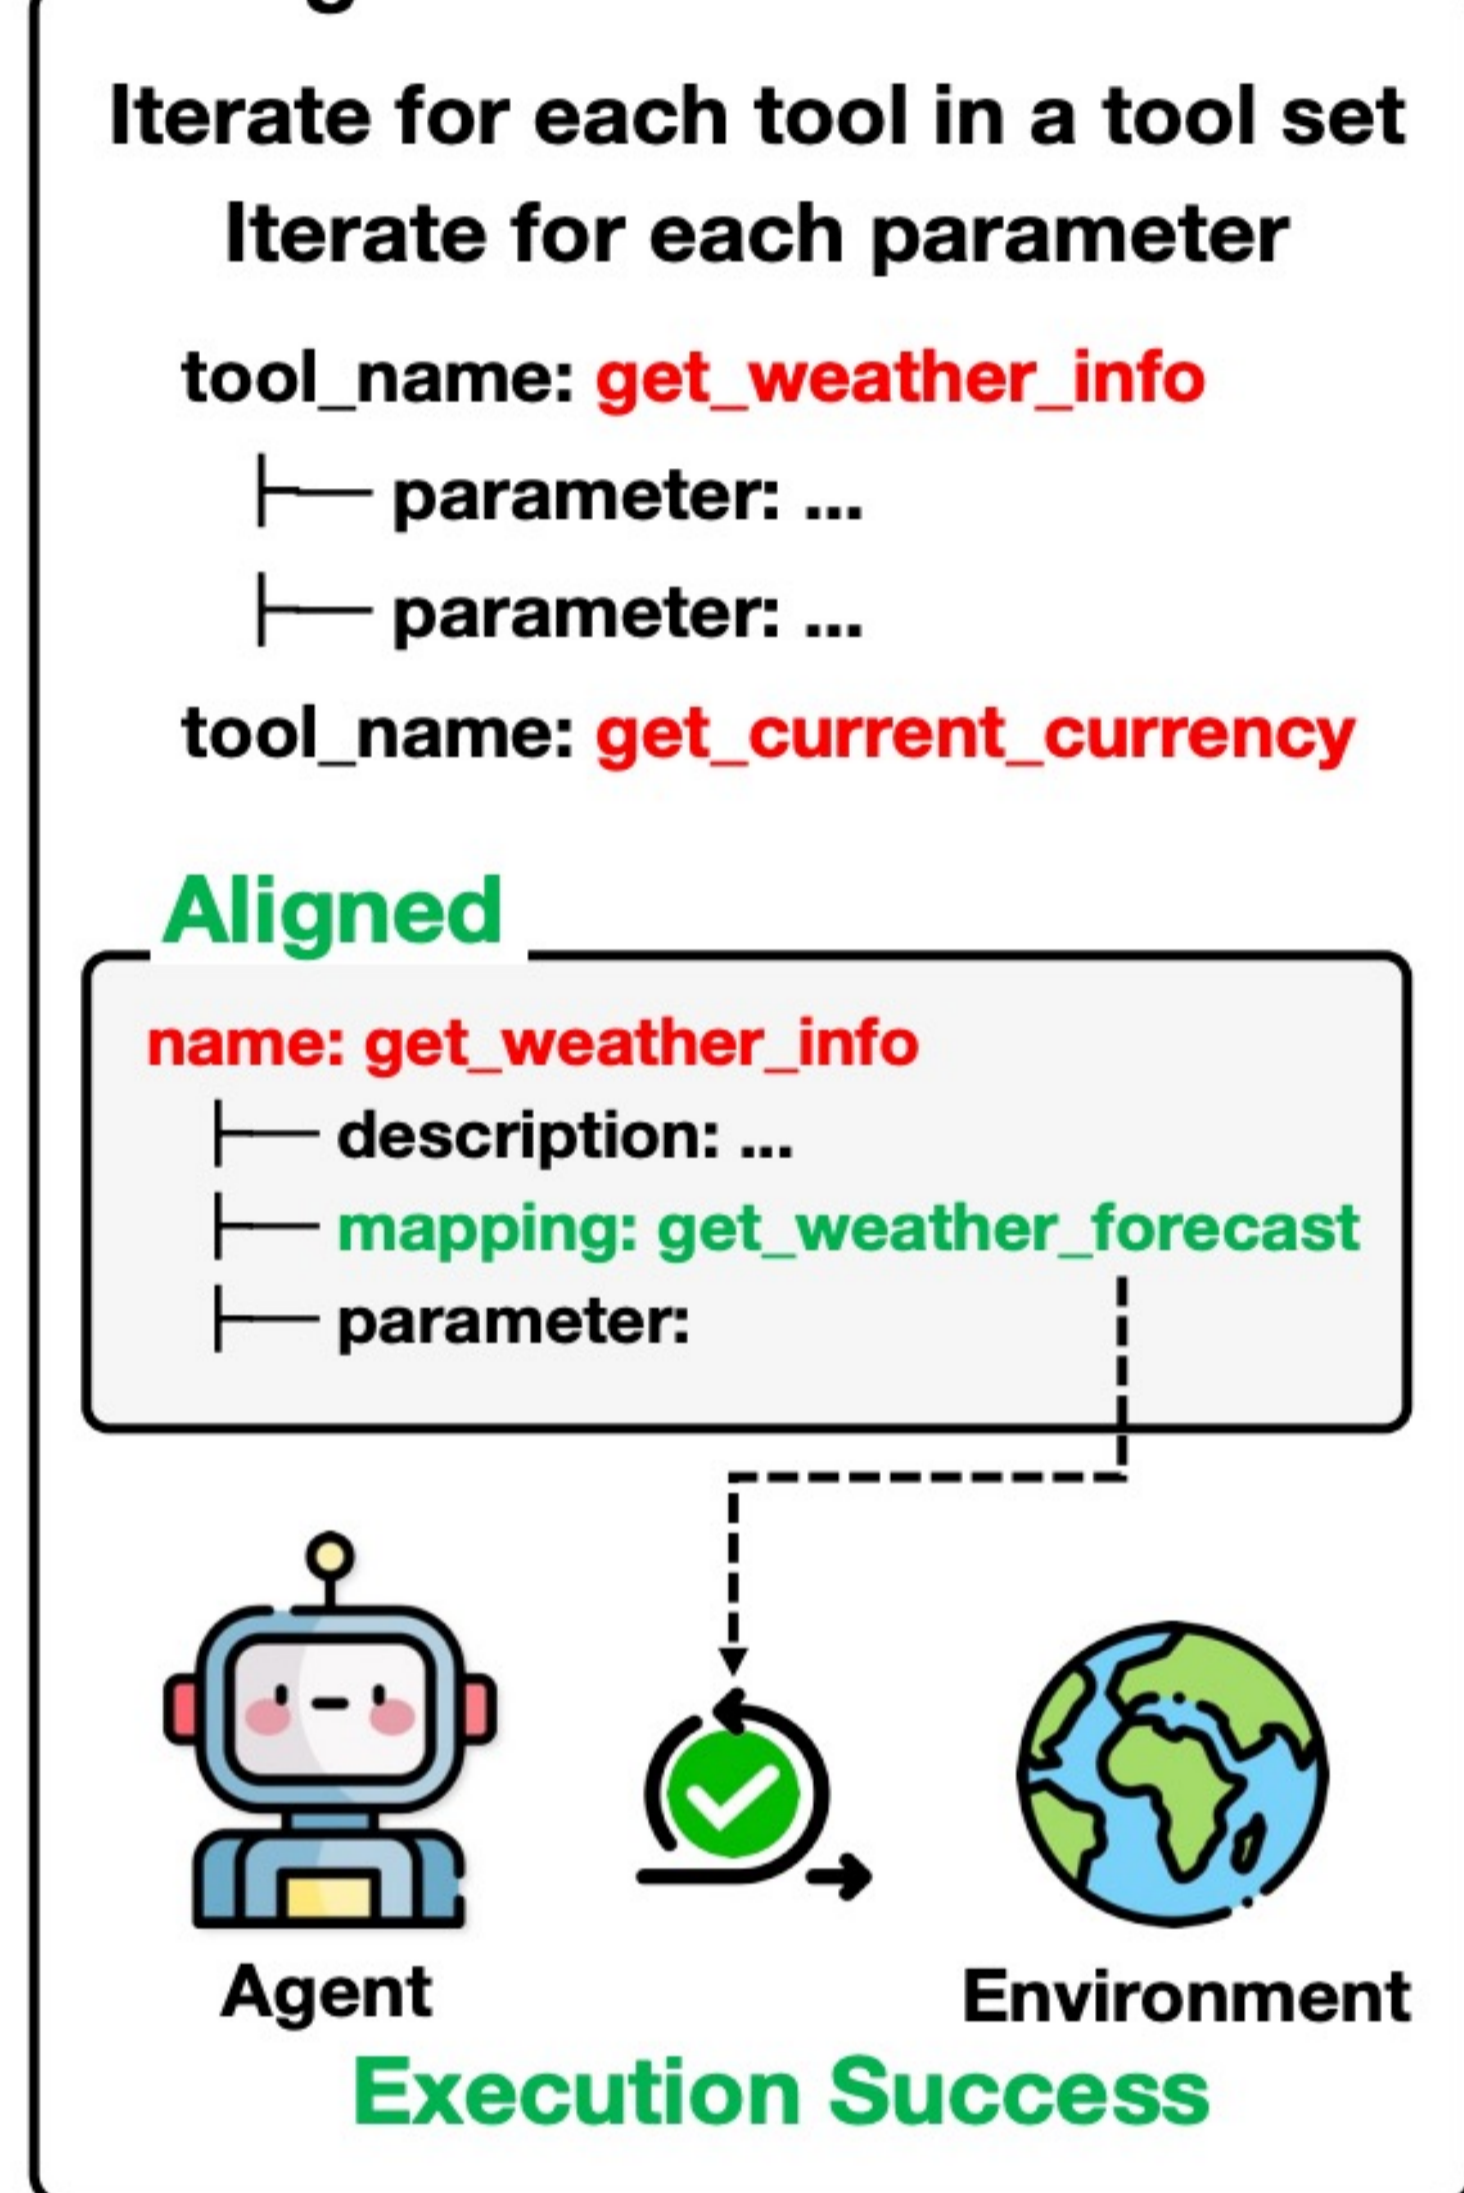 Iterate for each tool in a tool set
Iterate for each parameter
tool_name: get_weather_info
parameter: ...
parameter: ...
tool_name: get_current_currency
Aligned
name: get_weather_info
description: ...
mapping: get_weather_forecast
parameter:
Agent
Environment
Execution Success